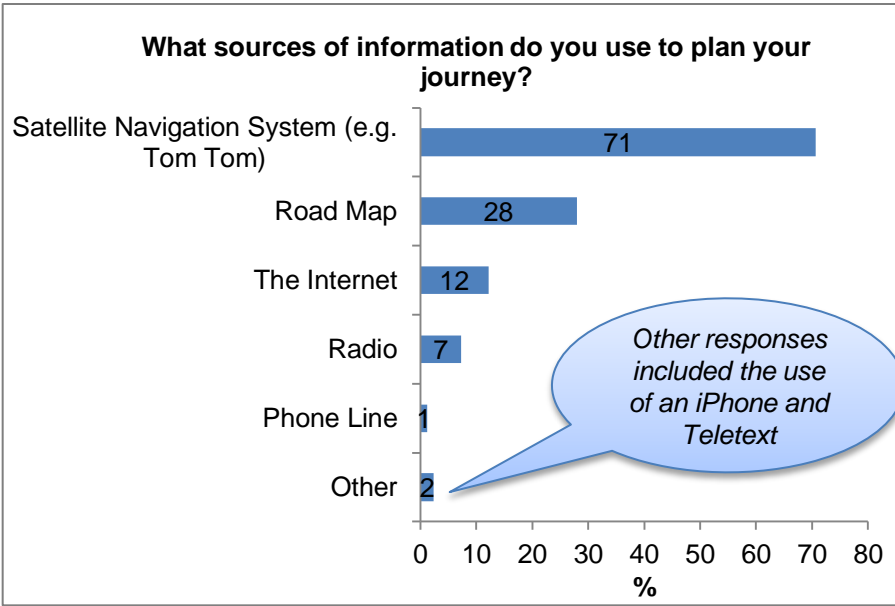 What sources of information do you use to plan your
journey?
Satellite Navigation System (e.g.
Tom Tom)
71
Road Map
28
The Internet
12
Radio
7
Phone Line
1
Other
2
Other responses
included the use
of an iPhone and
Teletext
0 10 20 30 40 50 60 70 80
%